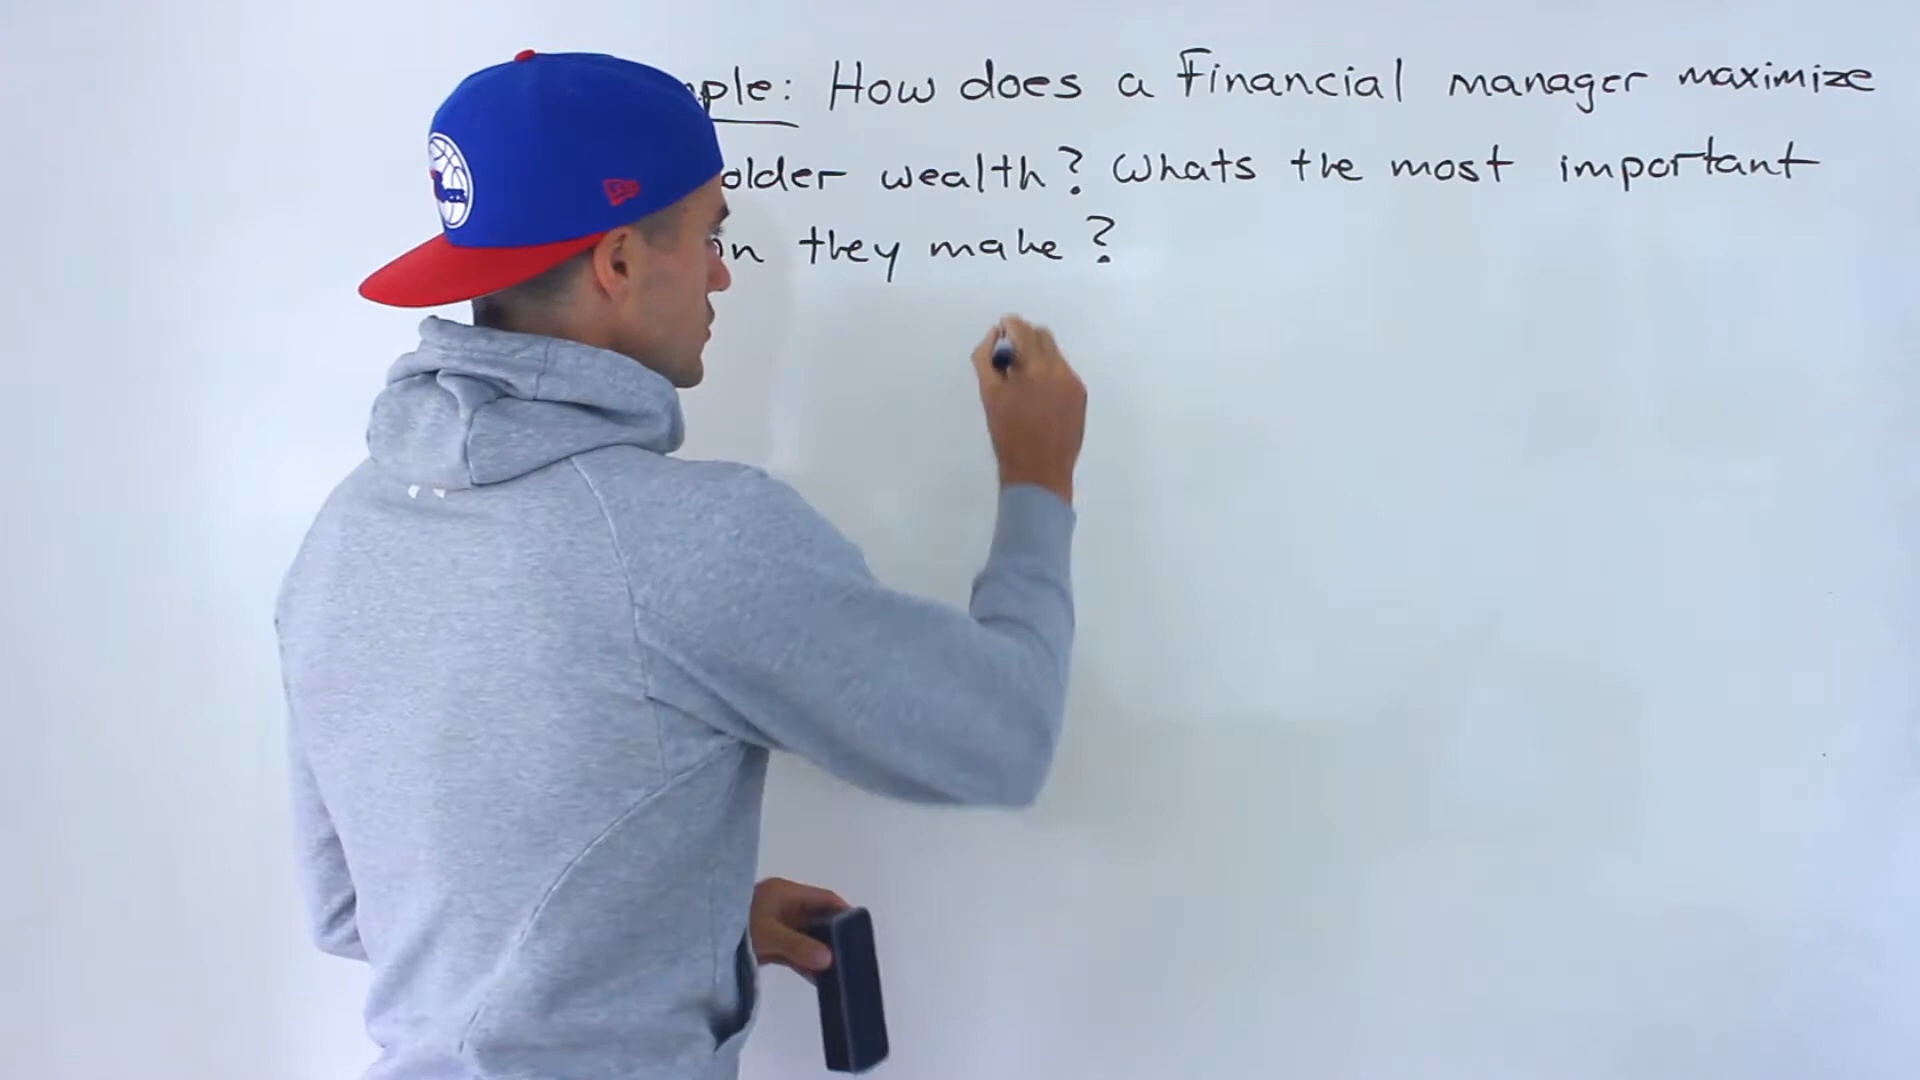 ple: How does a financial manager maximize
older wealth? Whats the most important
n they make?